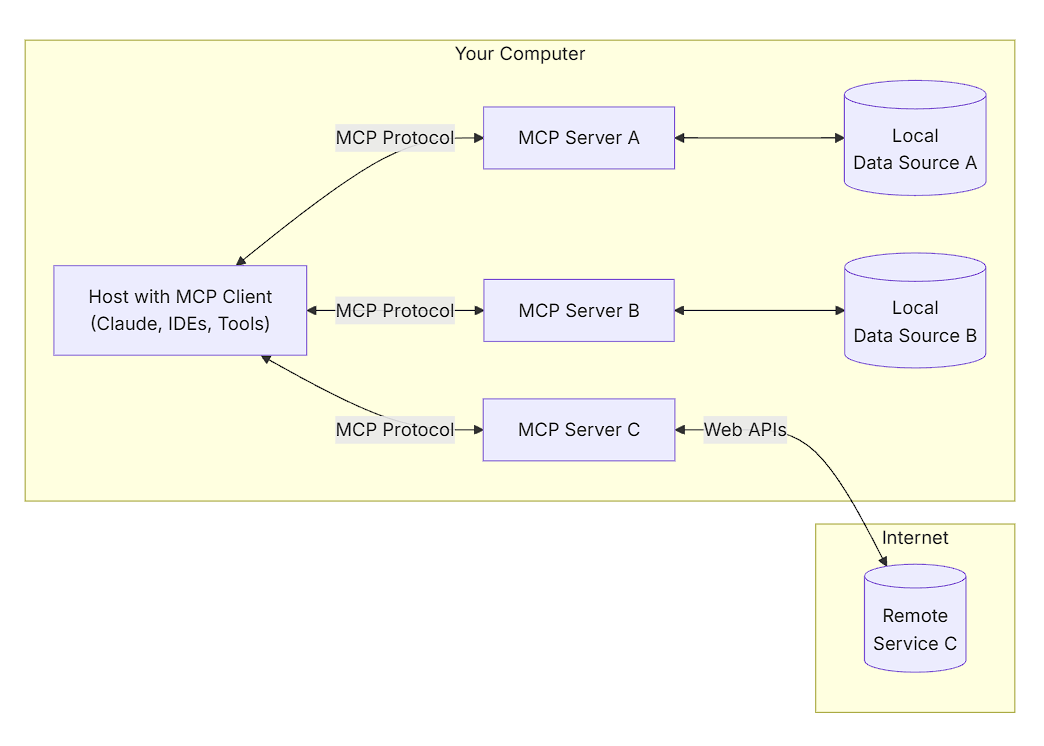 Your Computer
MCP Protocol
MCP Server A
Local
Data Source A
Host with MCP Client
(Claude, IDEs, Tools)
MCP Protocol
MCP Server B
Local
Data Source B
MCP Protocol
MCP Server C
Web APIs
Internet
Remote
Service C